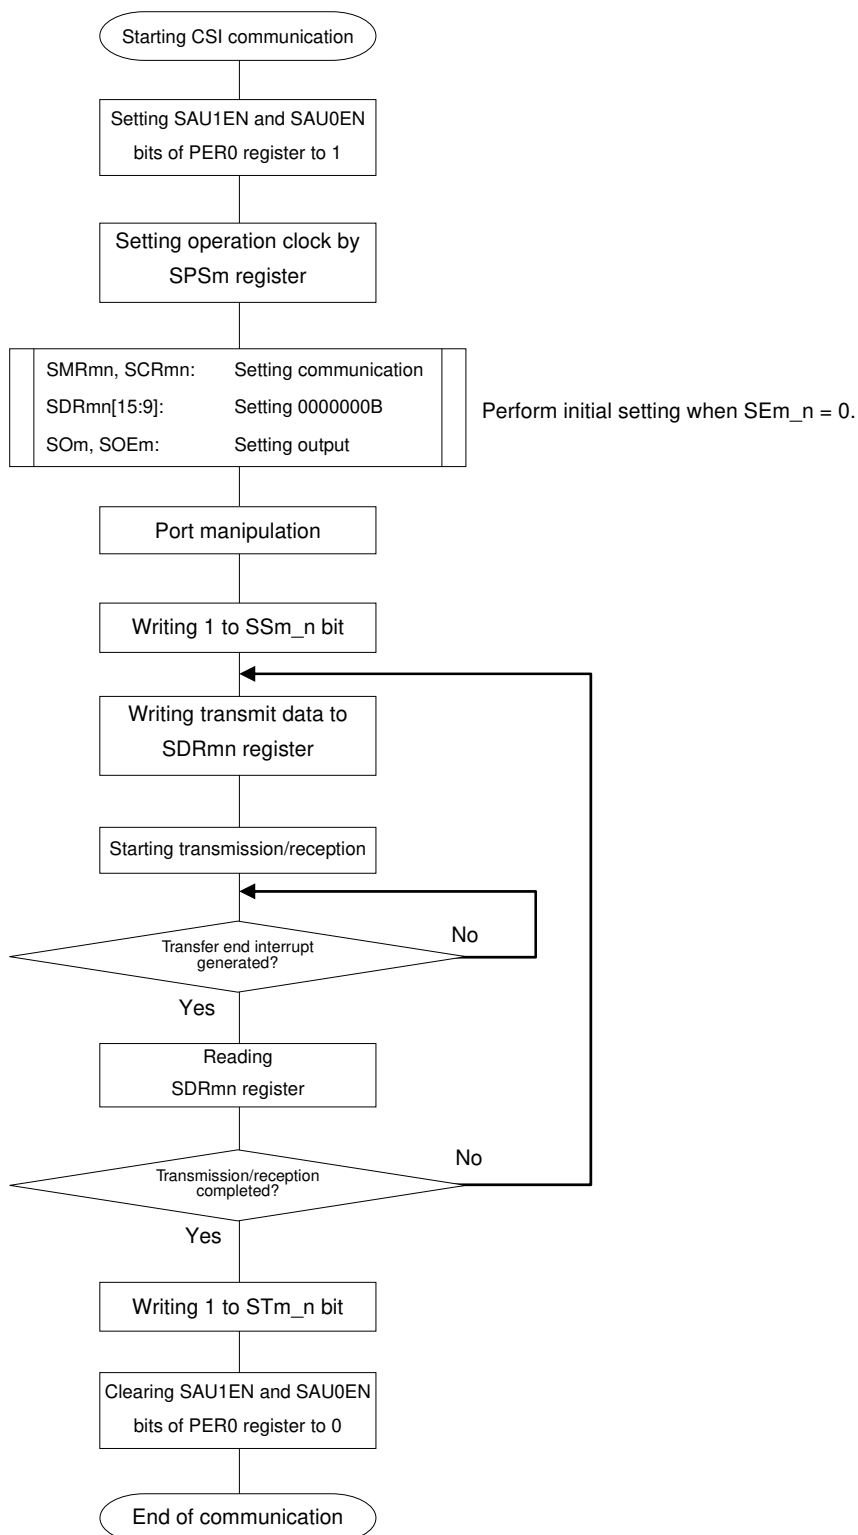 Starting CSI communication
Setting SAU1EN and SAU0EN
bits of PER0 register to 1
Setting operation clock by
SPSm register
SMRmn, SCRmn: Setting communication
SDRmn[15:9]: Setting 0000000B
SOm, SOEm: Setting output
Perform initial setting when SEm_n = 0.
Port manipulation
Writing 1 to SSm_n bit
Writing transmit data to
SDRmn register
Starting transmission/reception
Transfer end interrupt
generated?
No
Yes
Reading
SDRmn register
Transmission/reception
completed?
No
Yes
Writing 1 to STm_n bit
Clearing SAU1EN and SAU0EN
bits of PER0 register to 0
End of communication